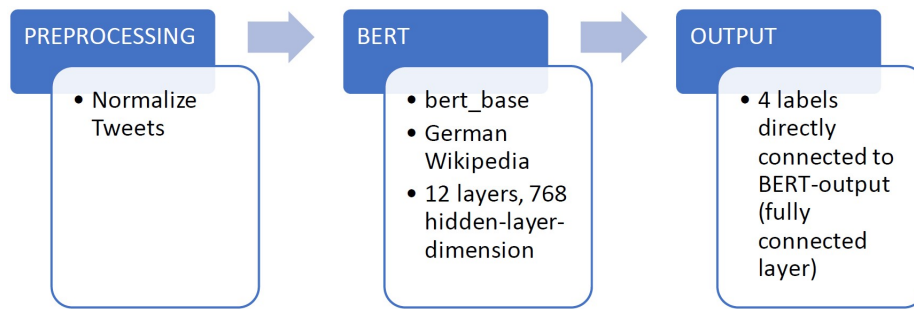 PREPROCESSING
• Normalize
Tweets
BERT
• bert_base
• German
Wikipedia
• 12 layers, 768
hidden-layer-
dimension
OUTPUT
• 4 labels
directly
connected to
BERT-output
(fully
connected
layer)